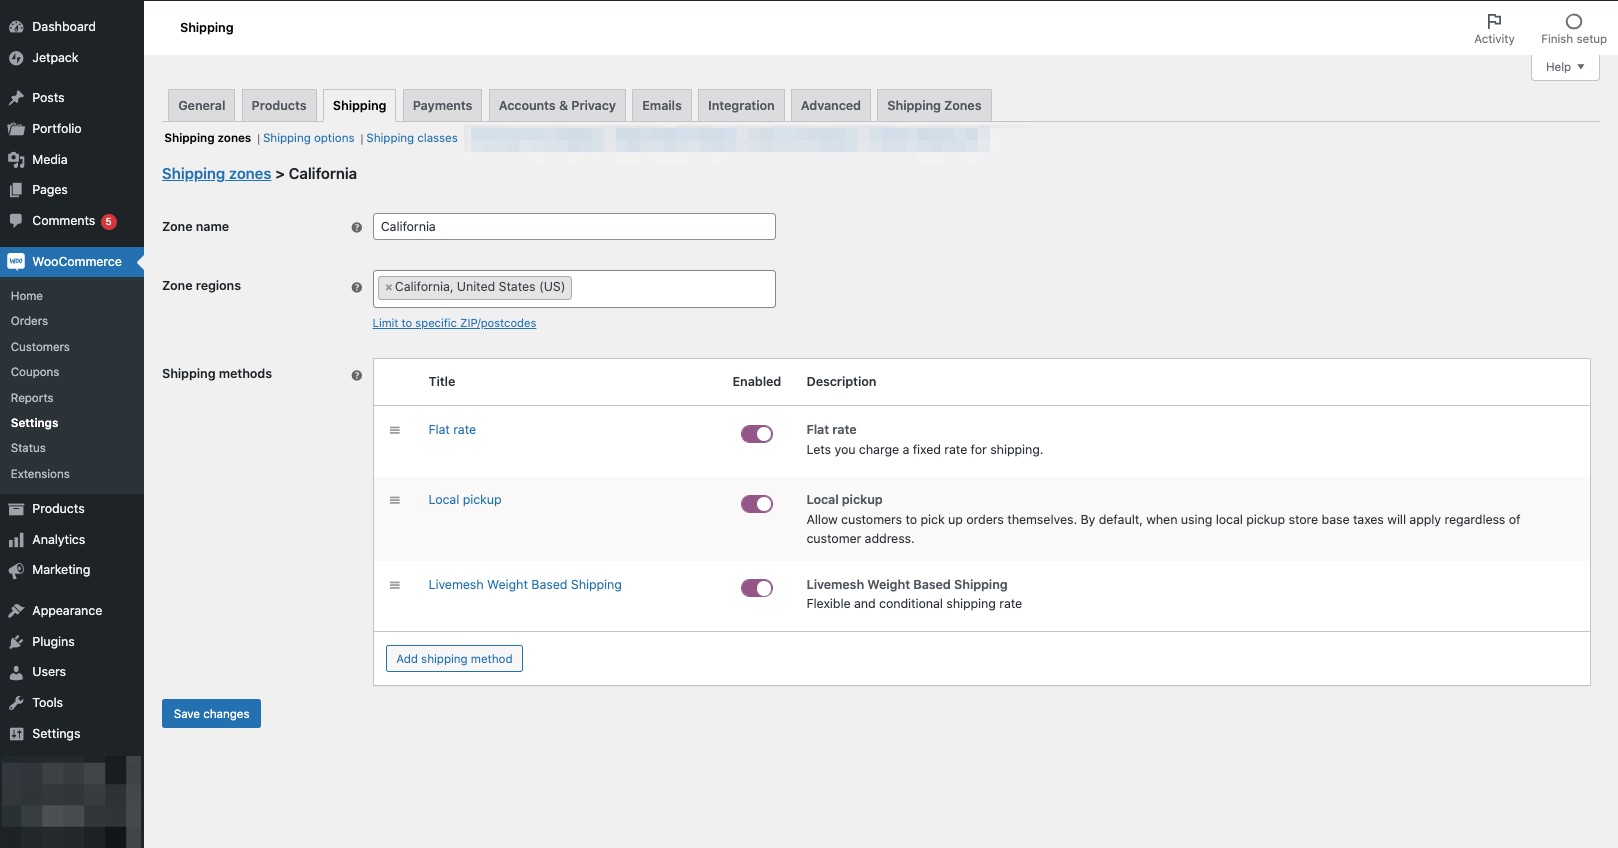 Dashboard
Jetpack
Posts
Portfolio
Media
Pages
Comments 5
WooCommerce
Home
Orders
Customers
Coupons
Reports
Settings
Status
Extensions
Products
Analytics
Marketing
Appearance
Plugins
Users
Tools
Settings
Shipping
Activity
Finish setup
Help ▼
General Products Shipping Payments Accounts & Privacy Emails Integration Advanced Shipping Zones
Shipping zones | Shipping options | Shipping classes
Shipping zones > California
Zone name ? California
Zone regions ? × California, United States (US)
Limit to specific ZIP/postcodes
Shipping methods ?
Title Enabled Description
Flat rate Flat rate
Lets you charge a fixed rate for shipping.
Local pickup Local pickup
Allow customers to pick up orders themselves. By default, when using local pickup store base taxes will apply regardless of
customer address.
Livemesh Weight Based Shipping Livemesh Weight Based Shipping
Flexible and conditional shipping rate
Add shipping method
Save changes